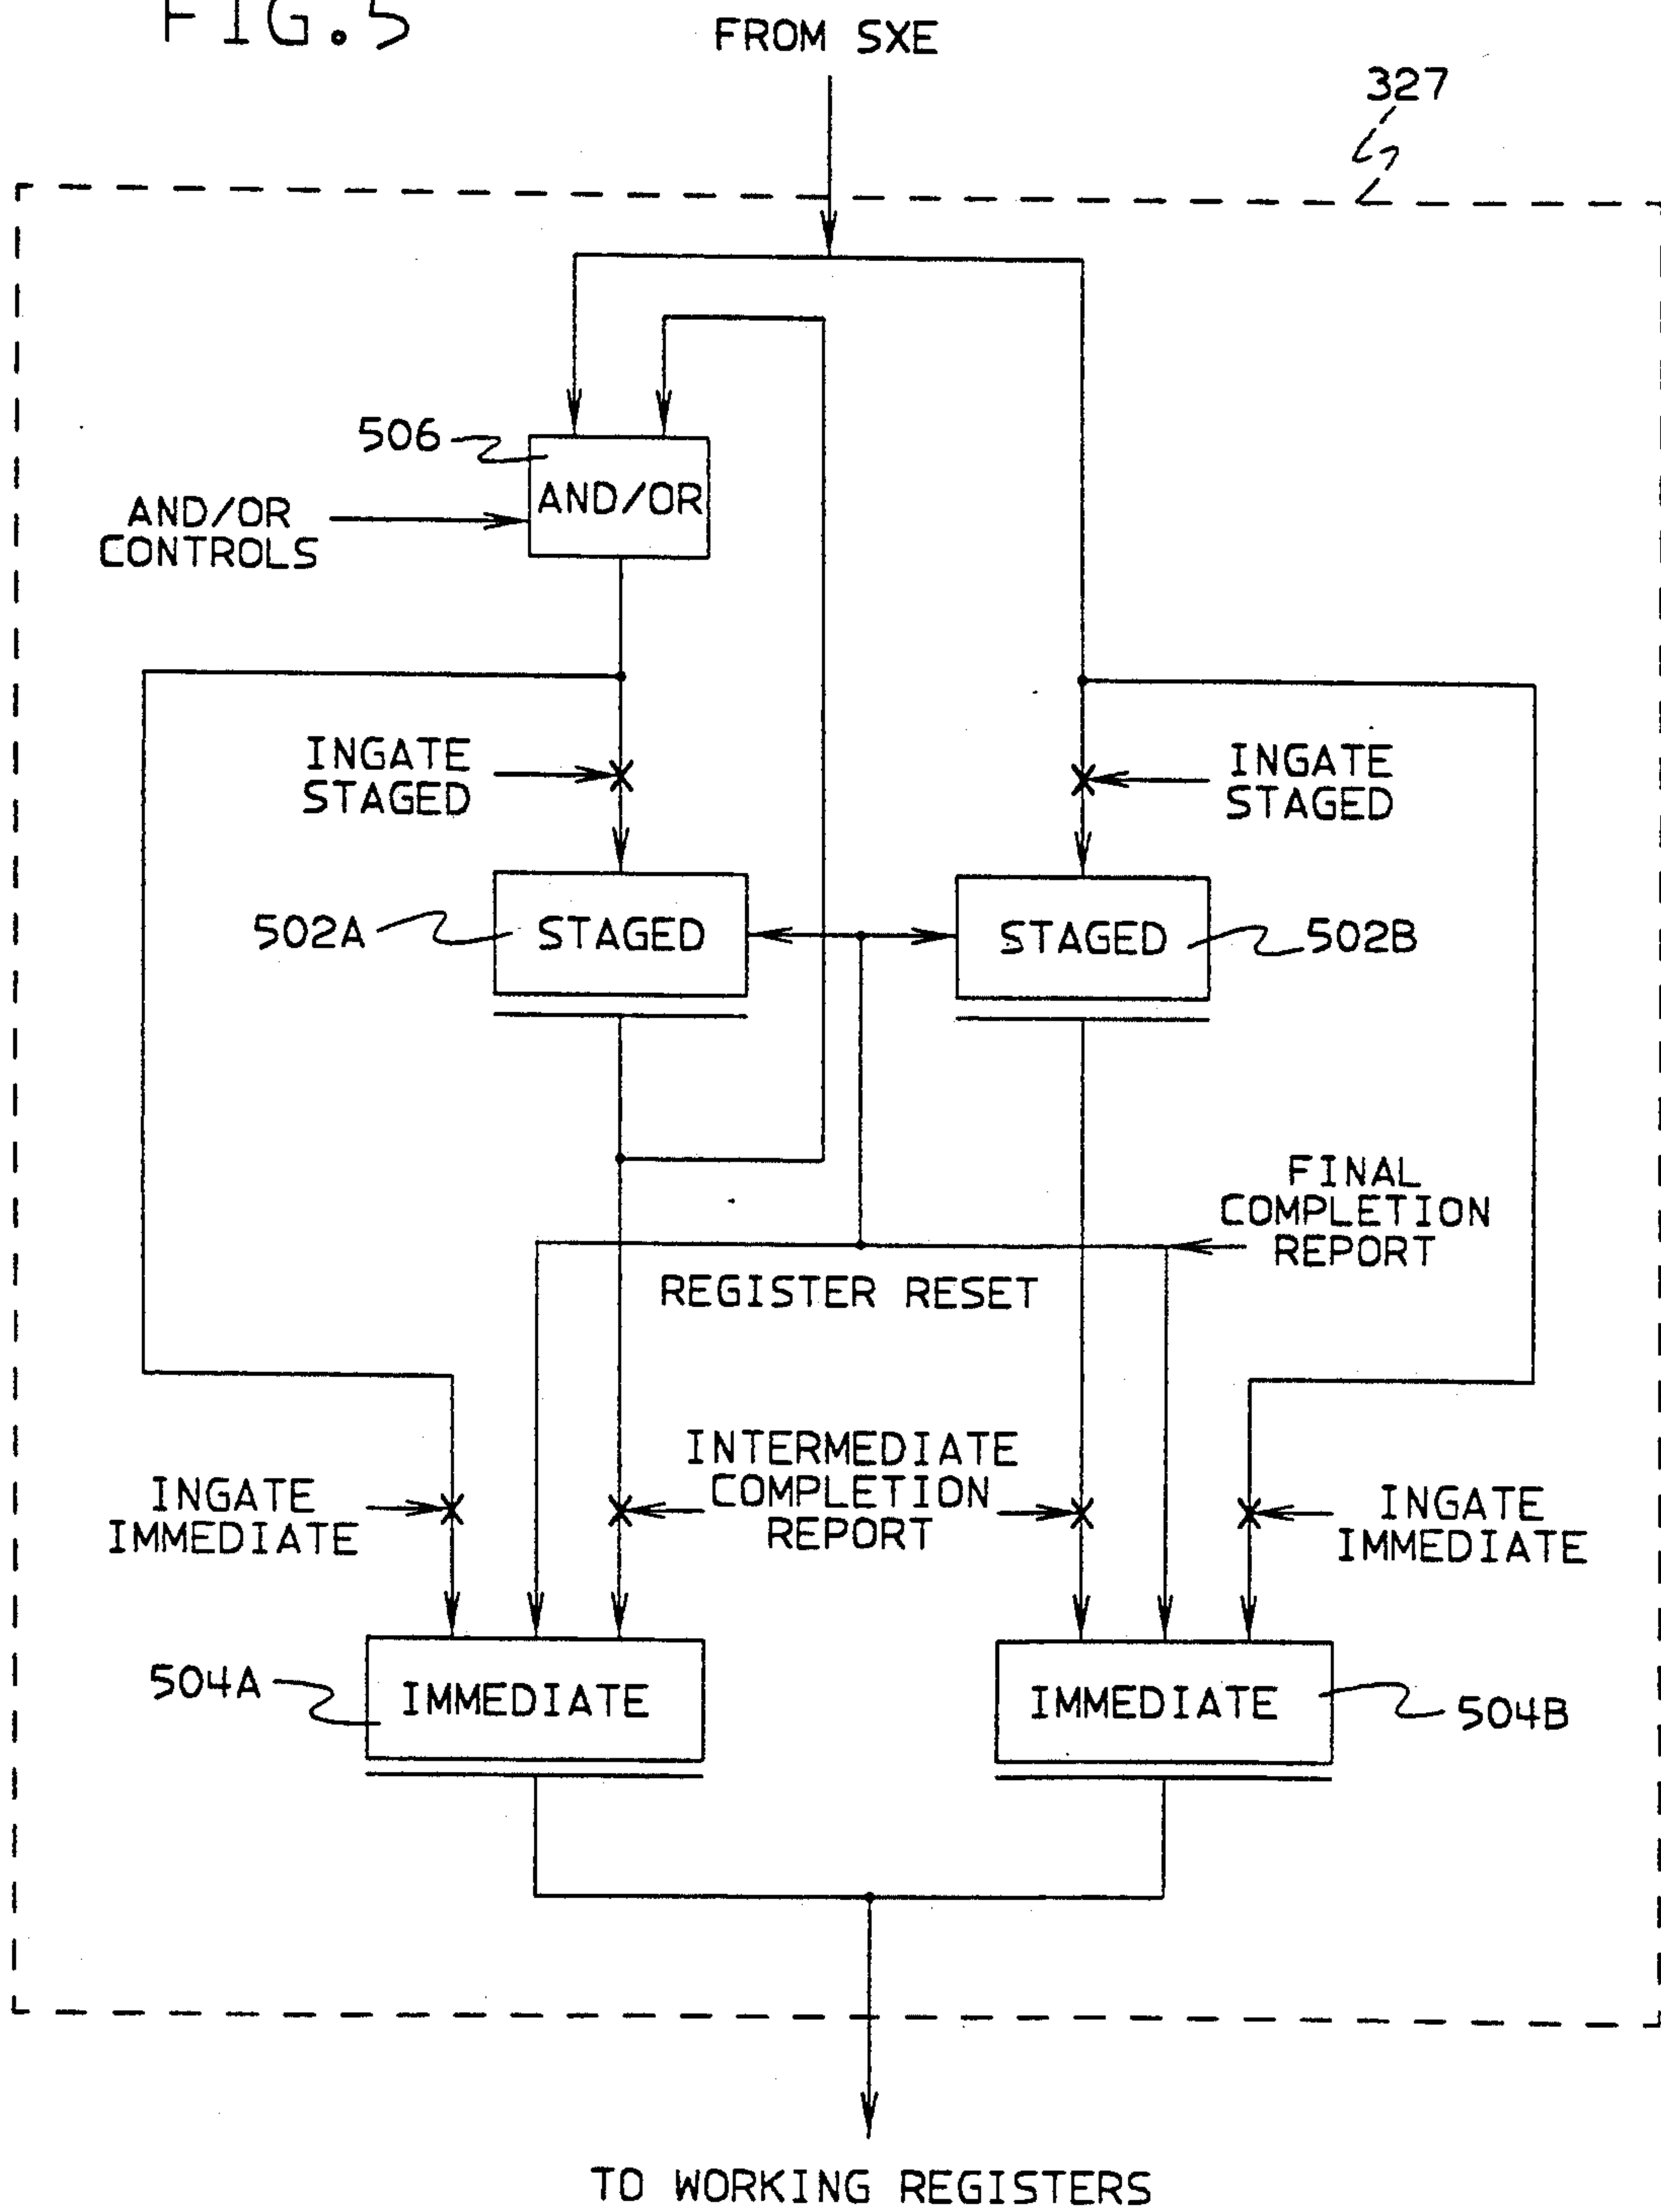 FIG.5
FROM SXE
327
506
AND/OR
AND/OR
CONTROLS
INGATE
STAGED
INGATE
STAGED
502A
STAGED
STAGED
502B
FINAL
COMPLETION
REPORT
REGISTER RESET
INTERMEDIATE
COMPLETION
REPORT
INGATE
IMMEDIATE
INGATE
IMMEDIATE
504A
IMMEDIATE
IMMEDIATE
504B
TO WORKING REGISTERS